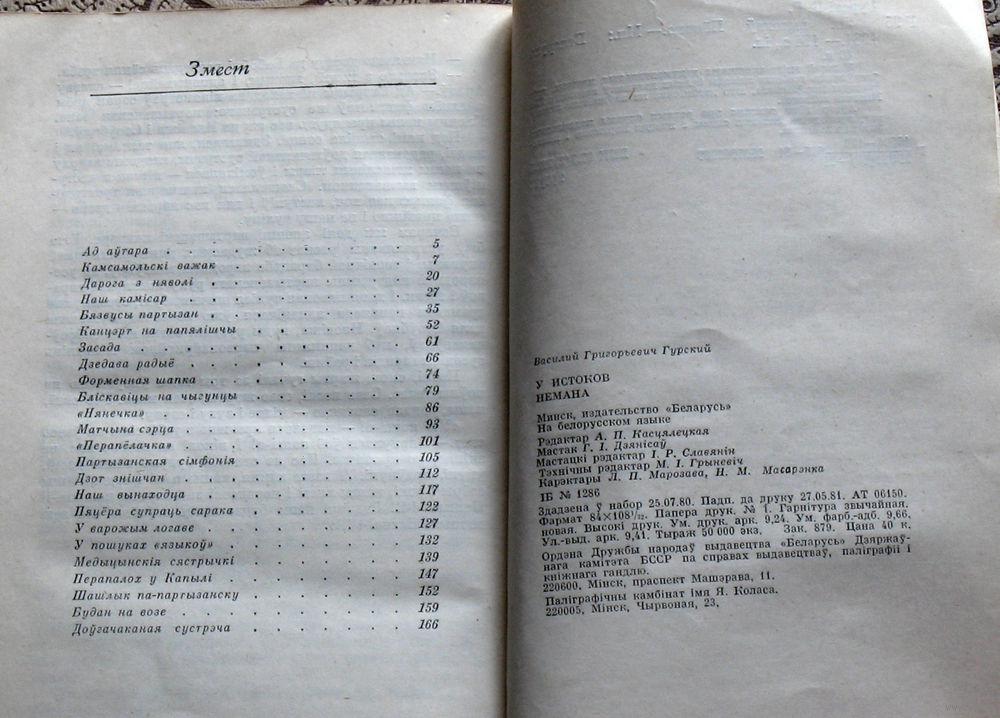 Змест
Ад аўтара . . . . . . . . . . 5
Камсамольскі важак . . . . . . . . 7
Дарога з няволі . . . . . . . . . 20
Наш камісар . . . . . . . . . 27
Бязвусы партызан . . . . . . . . 35
Канцэрт на папялішчы . . . . . . . 52
Засада . . . . . . . . . . 61
Дзедава радыё . . . . . . . . . 66
Форменная шапка . . . . . . . . 74
Бліскавіцы на чыгунцы . . . . . . . 79
«Нянечка» . . . . . . . . . . 86
Матчына сэрца . . . . . . . . . 93
«Перапёлачка» . . . . . . . . . 101
Партызанская сімфонія . . . . . . . 105
Дзот знішчан . . . . . . . . . 112
Наш вынаходца . . . . . . . . . 117
Пяцёра супраць сарака . . . . . . . 122
У варожым логаве . . . . . . . . 127
У пошуках «языкоў» . . . . . . . . 132
Медыцынскія сястрычкі . . . . . . . 139
Перапалох у Капылі . . . . . . . . 147
Шашлык па-партызанску . . . . . . . 152
Будан на возе . . . . . . . . . 159
Доўгачаканая сустрэча . . . . . . . 166
Василий Григорьевич Гурский
У ИСТОКОВ
НЕМАНА
Минск, издательство «Беларусь»
На белорусском языке
Рэдактар А. П. Касцялецкая
Мастак Г. І. Дзянісаў
Мастацкі рэдактар І. Р. Славянін
Тэхнічны рэдактар М. І. Грыневіч
Карэктары Л. П. Марозава, Н. М. Масарэнка
ІБ № 1286
Здадзена ў набор 25.07.80. Падп. да друку 27.05.81. АТ 06150.
Фармат 84×108¹/₃₂. Папера друк. № 1. Гарнітура звычайная.
новая. Высокі друк. Ум. друк. арк. 9,24. Ум. фарб.-адб. 9,66.
Ул.-выд. арк. 9,41. Тыраж 50 000 экз. Зак. 879. Цана 40 к.
Ордэна Дружбы народаў выдавецтва «Беларусь» Дзяржаў-
нага камітэта БССР па справах выдавецтваў, паліграфіі і
кніжнага гандлю.
220600, Мінск, праспект Машэрава, 11.
Паліграфічны камбінат імя Я. Коласа.
220005, Мінск, Чырвоная, 23,